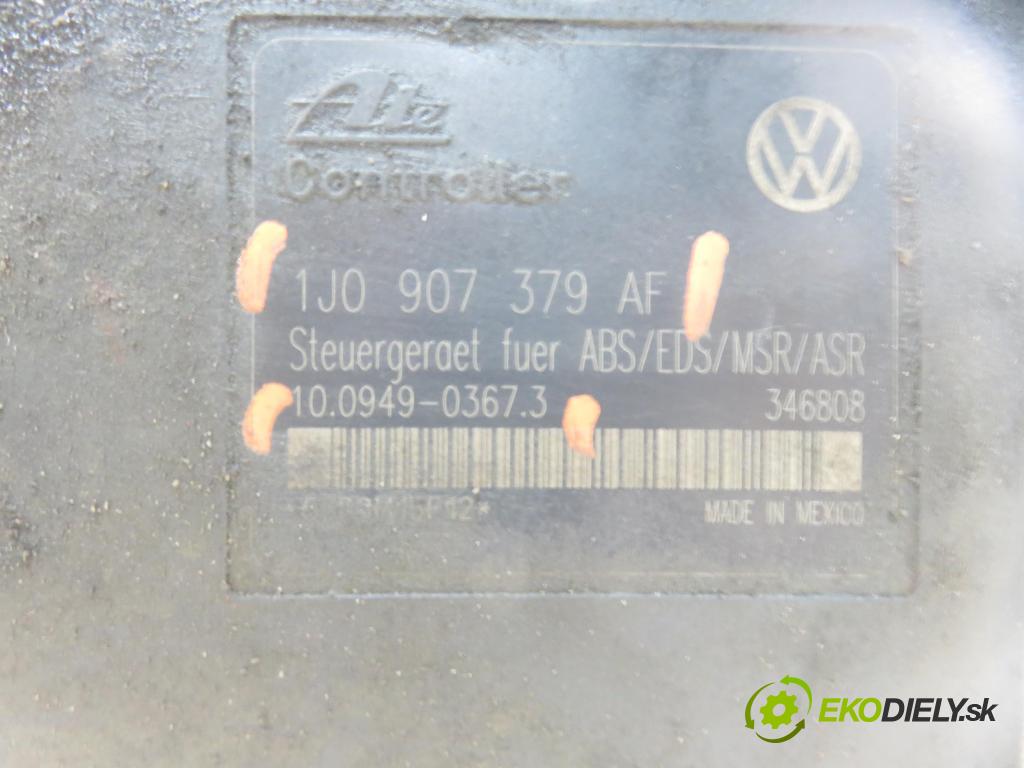 Ate
Controller
1J0 907 379 AF
Steuergeraet fuer ABS/EDS/MSR/ASR
10.0949-0367.3 346808
MADE IN MEXICO
EKODIELY.sk